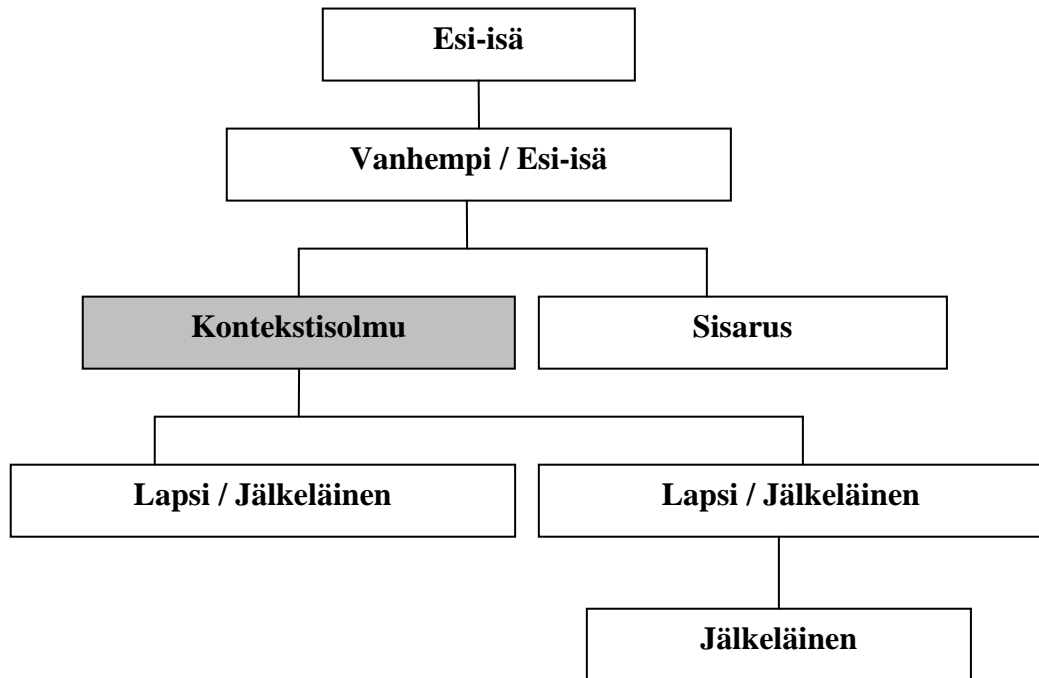 Esi-isä
Vanhempi / Esi-isä
Kontekstisolmu
Sisarus
Lapsi / Jälkeläinen
Lapsi / Jälkeläinen
Jälkeläinen